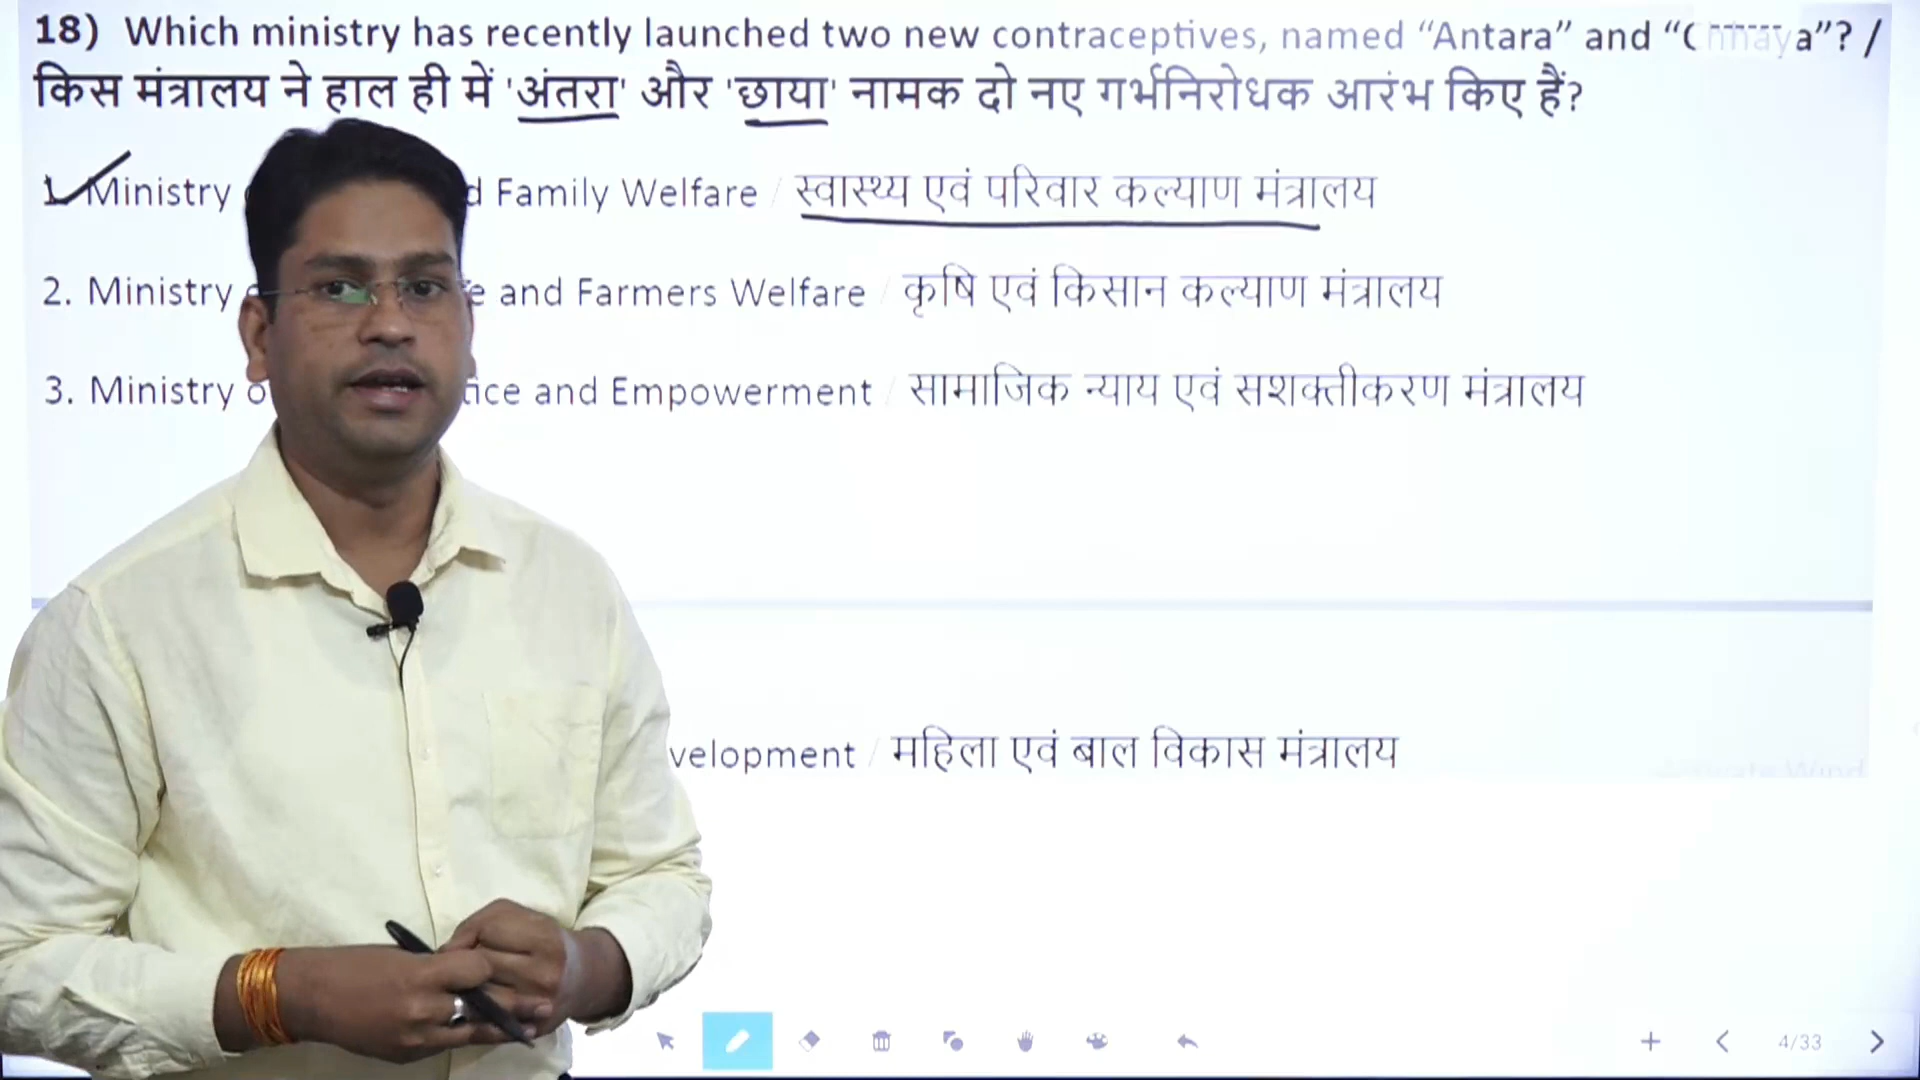 18) Which ministry has recently launched two new contraceptives, named “Antara” and “Chhaya”? /
किस मंत्रालय ने हाल ही में 'अंतरा' और 'छाया' नामक दो नए गर्भनिरोधक आरंभ किए हैं?
1. Ministry d Family Welfare / स्वास्थ्य एवं परिवार कल्याण मंत्रालय
2. Ministry e and Farmers Welfare / कृषि एवं किसान कल्याण मंत्रालय
3. Ministry o ice and Empowerment / सामाजिक न्याय एवं सशक्तीकरण मंत्रालय
velopment / महिला एवं बाल विकास मंत्रालय
4/33